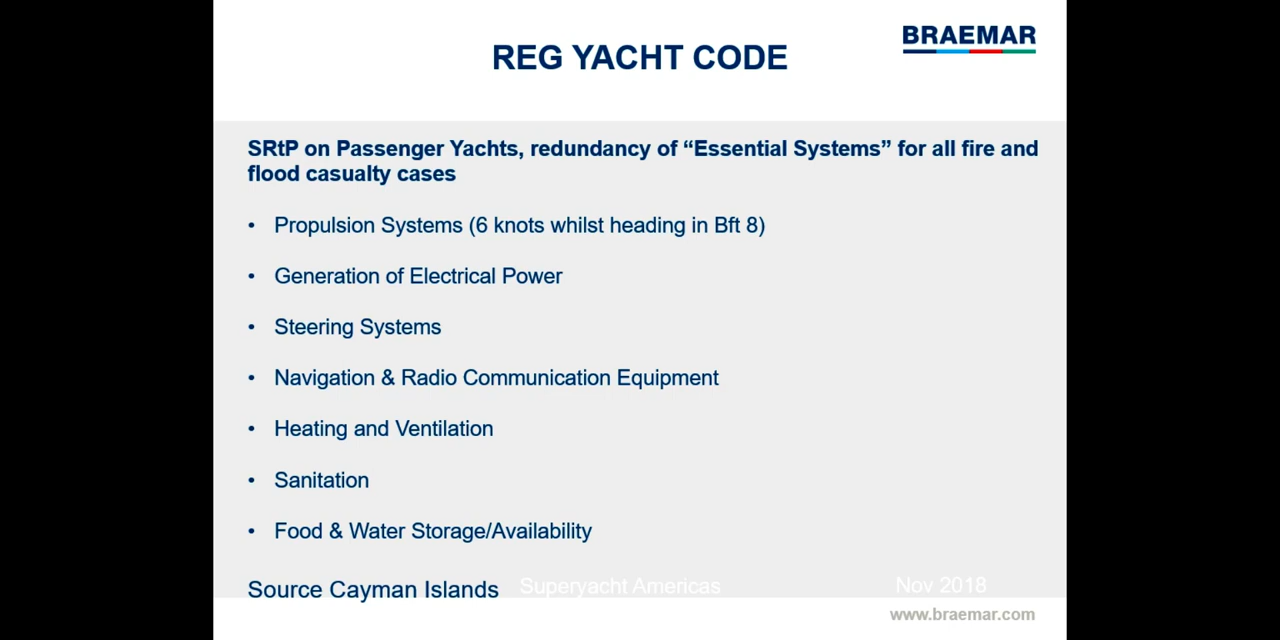 BRAEMAR
REG YACHT CODE
SRtP on Passenger Yachts, redundancy of “Essential Systems” for all fire and
flood casualty cases
• Propulsion Systems (6 knots whilst heading in Bft 8)
• Generation of Electrical Power
• Steering Systems
• Navigation & Radio Communication Equipment
• Heating and Ventilation
• Sanitation
• Food & Water Storage/Availability
Source Cayman Islands Superyacht Americas Nov 2018
www.braemar.com